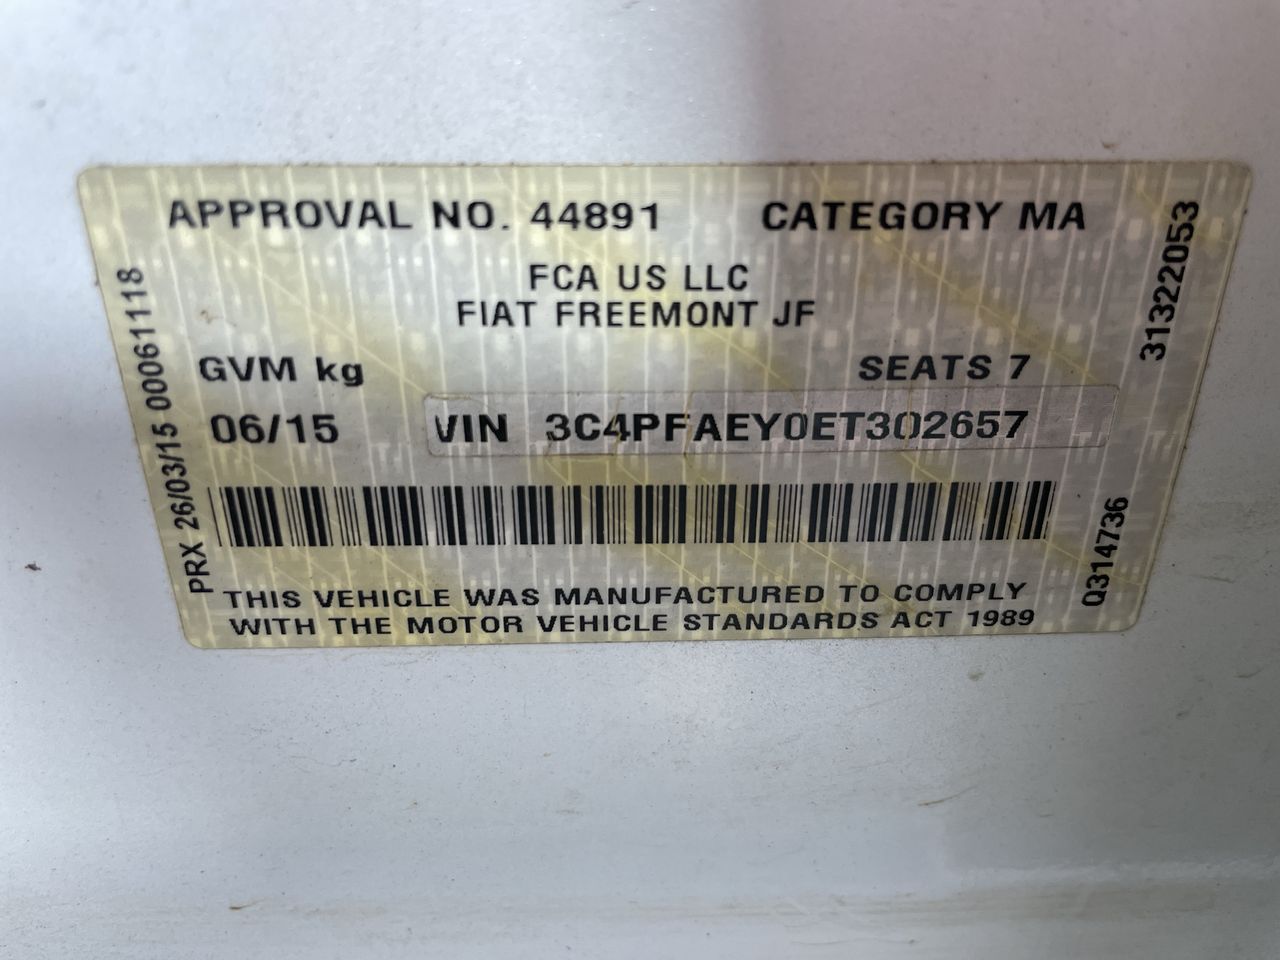 APPROVAL NO. 44891 CATEGORY MA
FCA US LLC
FIAT FREEMONT JF
GVM kg SEATS 7
06/15 VIN 3C4PFAEY0ET302657
THIS VEHICLE WAS MANUFACTURED TO COMPLY
WITH THE MOTOR VEHICLE STANDARDS ACT 1989
PRX 26/03/15 00061118
31322053
Q314736